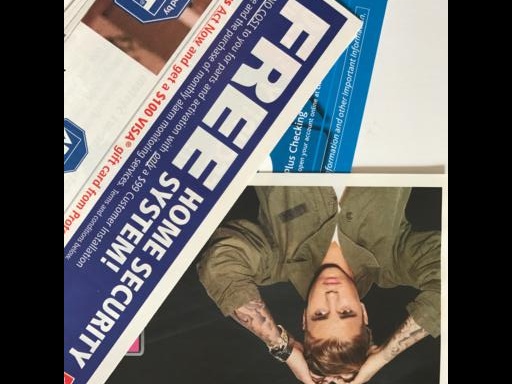 s Act Now and get a $100 VISA® gift card from Prote
FREE HOME SECURITY
SYSTEM!
NO COST to you for parts and activation with only a $99 Customer Installation
and the purchase of monthly alarm monitoring services. Terms and conditions below.
plus Checking
open your account online at
formation and other Important Information.